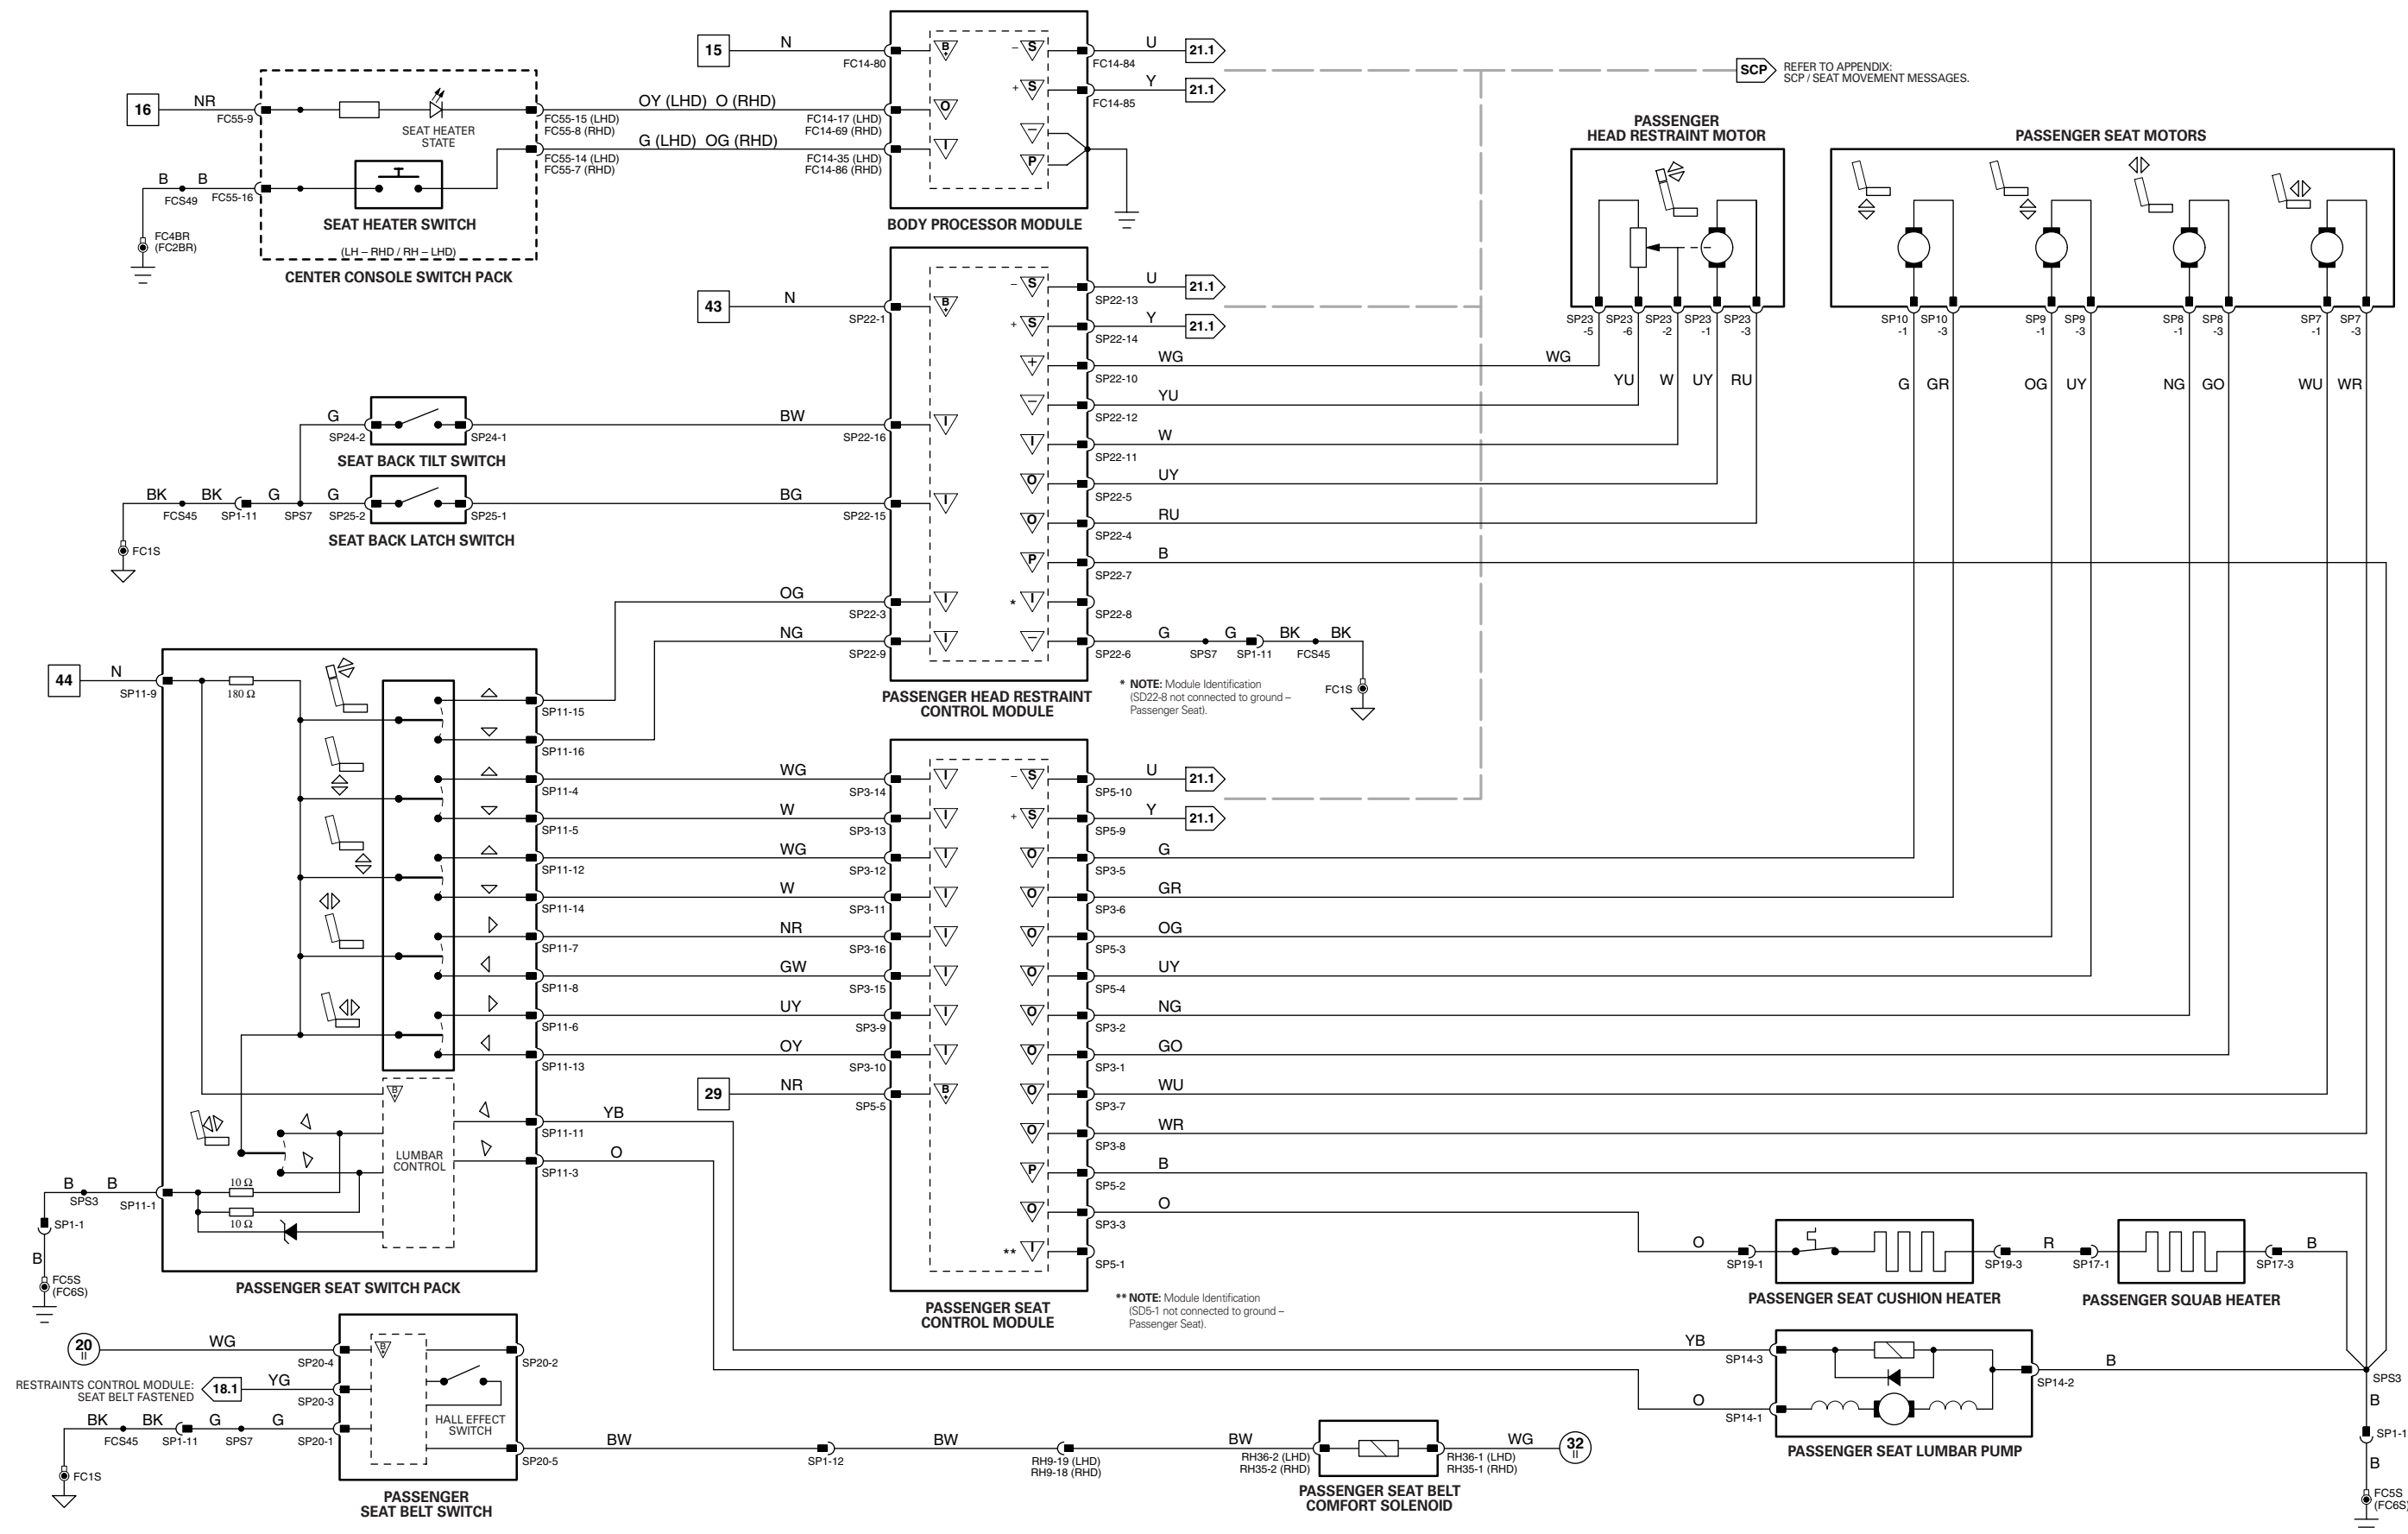 15
N
FC14-80
B+
– S
U
21.1
FC14-84
+ S
Y
21.1
FC14-85
SCP
REFER TO APPENDIX:
SCP / SEAT MOVEMENT MESSAGES.
16
NR
FC55-9
SEAT HEATER
STATE
FC55-15 (LHD)
FC55-8 (RHD)
OY (LHD) O (RHD)
FC14-17 (LHD)
FC14-69 (RHD)
O
G (LHD) OG (RHD)
FC55-14 (LHD)
FC55-7 (RHD)
FC14-35 (LHD)
FC14-86 (RHD)
I
–
P
B
B
FCS49
FC55-16
FC4BR
(FC2BR)
SEAT HEATER SWITCH
(LH – RHD / RH – LHD)
CENTER CONSOLE SWITCH PACK
BODY PROCESSOR MODULE
PASSENGER
HEAD RESTRAINT MOTOR
PASSENGER SEAT MOTORS
SP23
-5
SP23
-6
SP23
-2
SP23
-1
SP23
-3
SP10
-1
SP10
-3
SP9
-1
SP9
-3
SP8
-1
SP8
-3
SP7
-1
SP7
-3
WG
YU
W
UY
RU
G
GR
OG
UY
NG
GO
WU
WR
43
N
SP22-1
B+
– S
U
21.1
SP22-13
+ S
Y
21.1
SP22-14
+
WG
SP22-10
–
YU
SP22-12
I
W
SP22-11
O
UY
SP22-5
O
RU
SP22-4
P
B
SP22-7
* I
SP22-8
–
G
SP22-6
SPS7
G
SP1-11
BK
FCS45
BK
FC1S
G
SP24-2
SP24-1
BW
SP22-16
I
SEAT BACK TILT SWITCH
BK
FCS45
BK
SP1-11
G
SPS7
G
SP25-2
SP25-1
BG
SP22-15
I
SEAT BACK LATCH SWITCH
FC1S
OG
SP22-3
I
NG
SP22-9
I
PASSENGER HEAD RESTRAINT
CONTROL MODULE
* NOTE: Module Identification
(SD22-8 not connected to ground –
Passenger Seat).
44
N
SP11-9
180 Ω
SP11-15
SP11-16
SP11-4
WG
SP3-14
I
SP11-5
W
SP3-13
I
SP11-12
WG
SP3-12
I
SP11-14
W
SP3-11
I
SP11-7
NR
SP3-16
I
SP11-8
GW
SP3-15
I
SP11-6
UY
SP3-9
I
SP11-13
OY
SP3-10
I
29
NR
SP5-5
B+
B+
LUMBAR
CONTROL
SP11-11
YB
SP11-3
O
10 Ω
10 Ω
B
SPS3
B
SP11-1
SP1-1
B
FC5S
(FC6S)
PASSENGER SEAT SWITCH PACK
– S
U
21.1
SP5-10
+ S
Y
21.1
SP5-9
O
G
SP3-5
O
GR
SP3-6
O
OG
SP5-3
O
UY
SP5-4
O
NG
SP3-2
O
GO
SP3-1
O
WU
SP3-7
O
WR
SP3-8
P
B
SP5-2
O
O
SP3-3
** I
SP5-1
PASSENGER SEAT
CONTROL MODULE
** NOTE: Module Identification
(SD5-1 not connected to ground –
Passenger Seat).
O
SP19-1
SP19-3
R
SP17-1
SP17-3
B
PASSENGER SEAT CUSHION HEATER
PASSENGER SQUAB HEATER
YB
SP14-3
O
SP14-1
SP14-2
B
SPS3
B
SP1-1
B
FC5S
(FC6S)
PASSENGER SEAT LUMBAR PUMP
20
II
WG
SP20-4
B+
SP20-2
RESTRAINTS CONTROL MODULE:
SEAT BELT FASTENED
18.1
YG
SP20-3
BK
FCS45
BK
SP1-11
G
SPS7
G
SP20-1
FC1S
HALL EFFECT
SWITCH
SP20-5
BW
SP1-12
BW
RH9-19 (LHD)
RH9-18 (RHD)
BW
RH36-2 (LHD)
RH35-2 (RHD)
RH36-1 (LHD)
RH35-1 (RHD)
WG
32
II
PASSENGER
SEAT BELT SWITCH
PASSENGER SEAT BELT
COMFORT SOLENOID